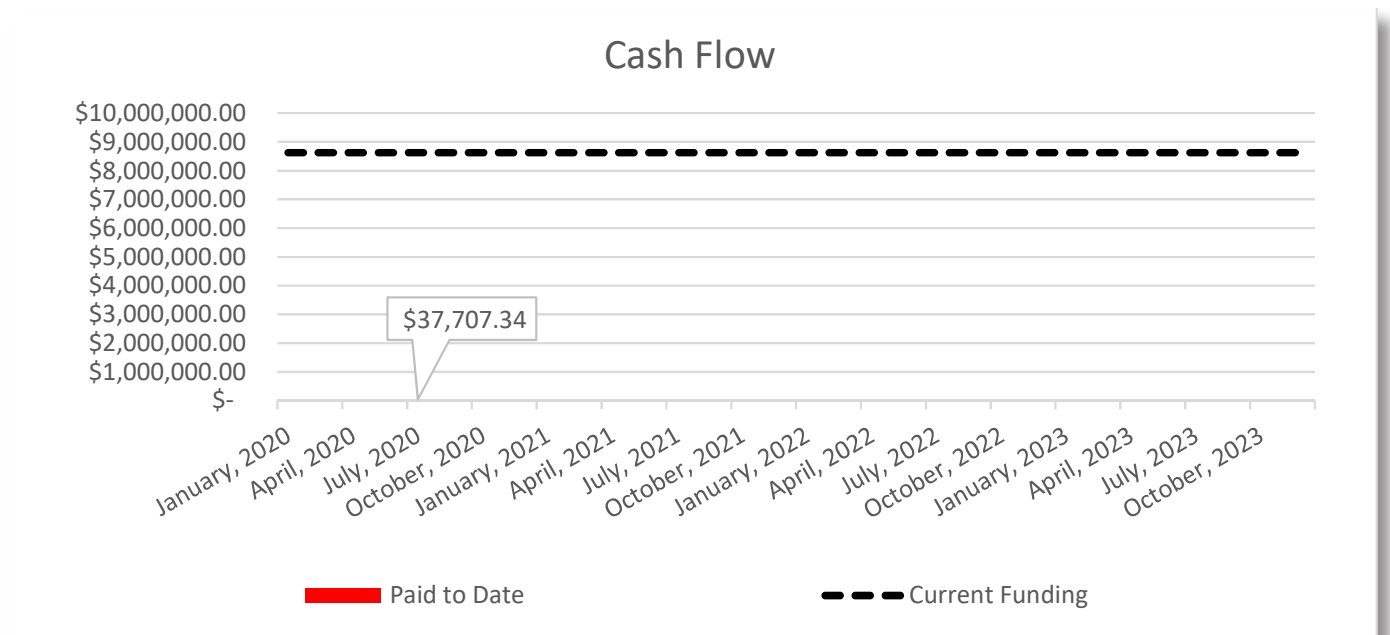 Cash Flow
$10,000,000.00
$9,000,000.00
$8,000,000.00
$7,000,000.00
$6,000,000.00
$5,000,000.00
$4,000,000.00
$3,000,000.00
$2,000,000.00
$1,000,000.00
$-
$37,707.34
January, 2020
April, 2020
July, 2020
October, 2020
January, 2021
April, 2021
July, 2021
October, 2021
January, 2022
April, 2022
July, 2022
October, 2022
January, 2023
April, 2023
July, 2023
October, 2023
Paid to Date
Current Funding